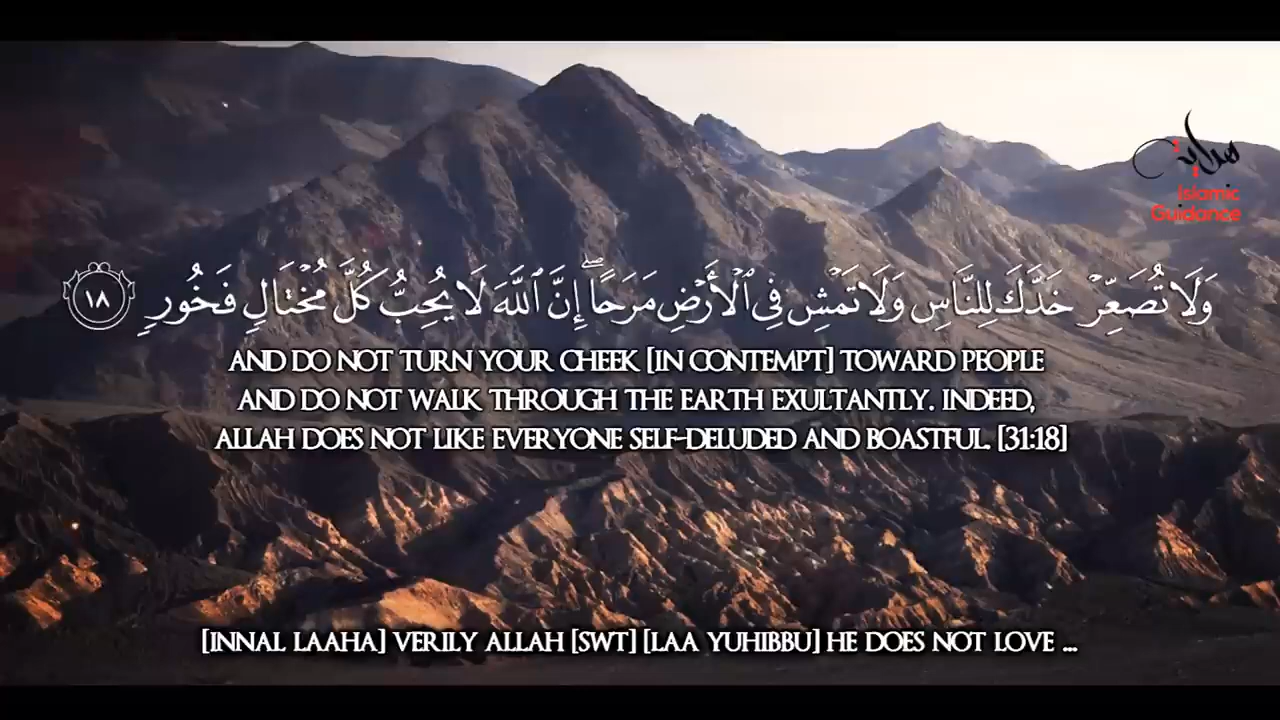 هداية
Islamic
Guidance
وَلَا تُصَعِّرْ خَدَّكَ لِلنَّاسِ وَلَا تَمْشِ فِى ٱلْأَرْضِ مَرَحًا ۖ إِنَّ ٱللَّهَ لَا يُحِبُّ كُلَّ مُخْتَالٍ فَخُورٍ ١٨
AND DO NOT TURN YOUR CHEEK [IN CONTEMPT] TOWARD PEOPLE
AND DO NOT WALK THROUGH THE EARTH EXULTANTLY. INDEED,
ALLAH DOES NOT LIKE EVERYONE SELF-DELUDED AND BOASTFUL. [31:18]
[INNAL LAAHA] VERILY ALLAH [SWT] [LAA YUHIBBU] HE DOES NOT LOVE ...